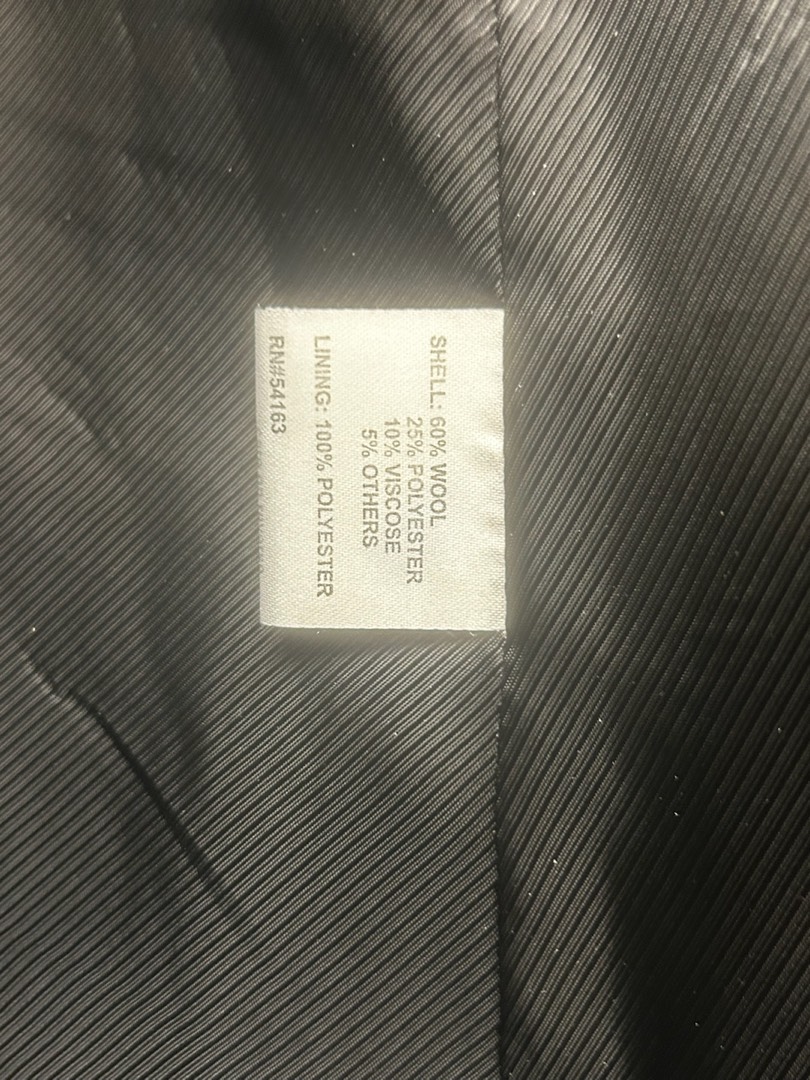 SHELL: 60% WOOL
25% POLYESTER
10% VISCOSE
5% OTHERS
LINING: 100% POLYESTER
RN#54163